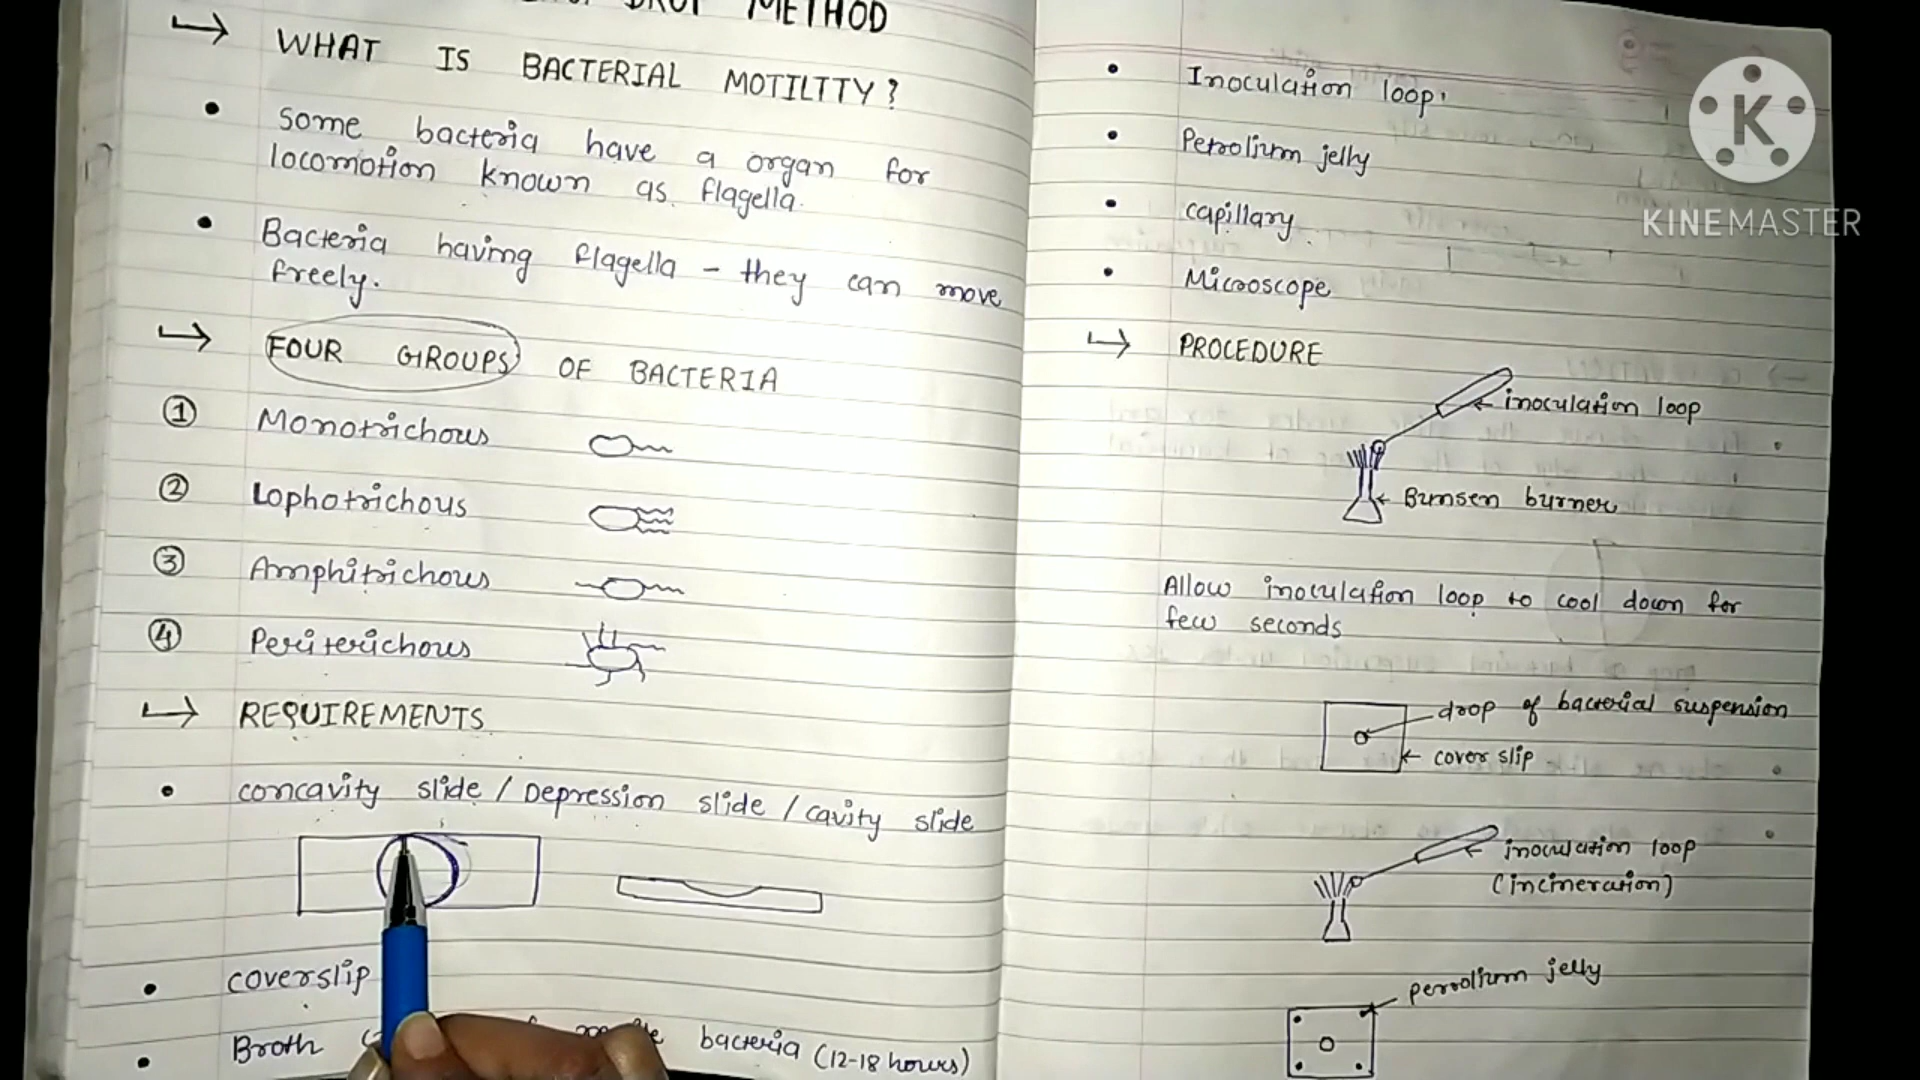 DROP METHOD
WHAT IS BACTERIAL MOTILTTY?
Some bacteria have a organ for
locomotion known as flagella.
Bacteria having flagella - they can move
freely.
FOUR GROUPS OF BACTERIA
① Monotrichous
② Lophotrichous
③ Amphitrichous
④ Periterichous
REQUIREMENTS
concavity slide / Depression slide / cavity slide
coverslip
Broth bacteria (12-18 hours)
Inoculation loop.
Petrolium jelly
capillary.
Microscope
PROCEDURE
inoculation loop
Bunsen burner
Allow inoculation loop to cool down for
few seconds
drop of bacterial suspension
cover slip
inoculation loop
(incineration)
petrolium jelly
K
KINEMASTER